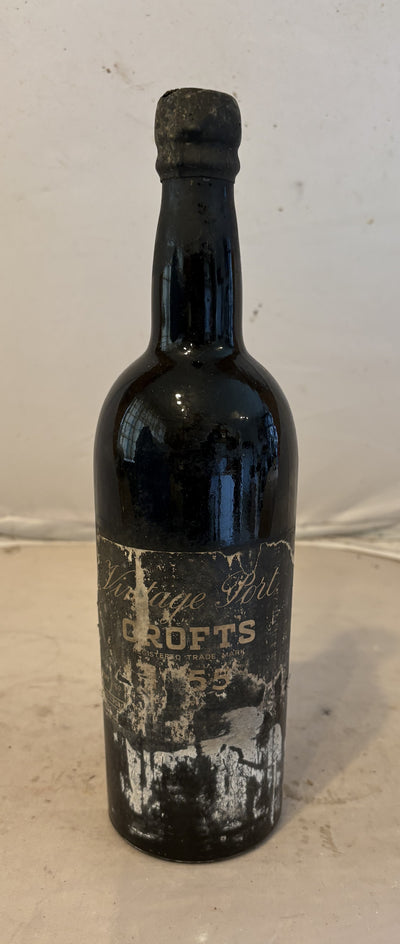 Vintage Port
CROFTS
REGISTERED TRADE MARK
1955